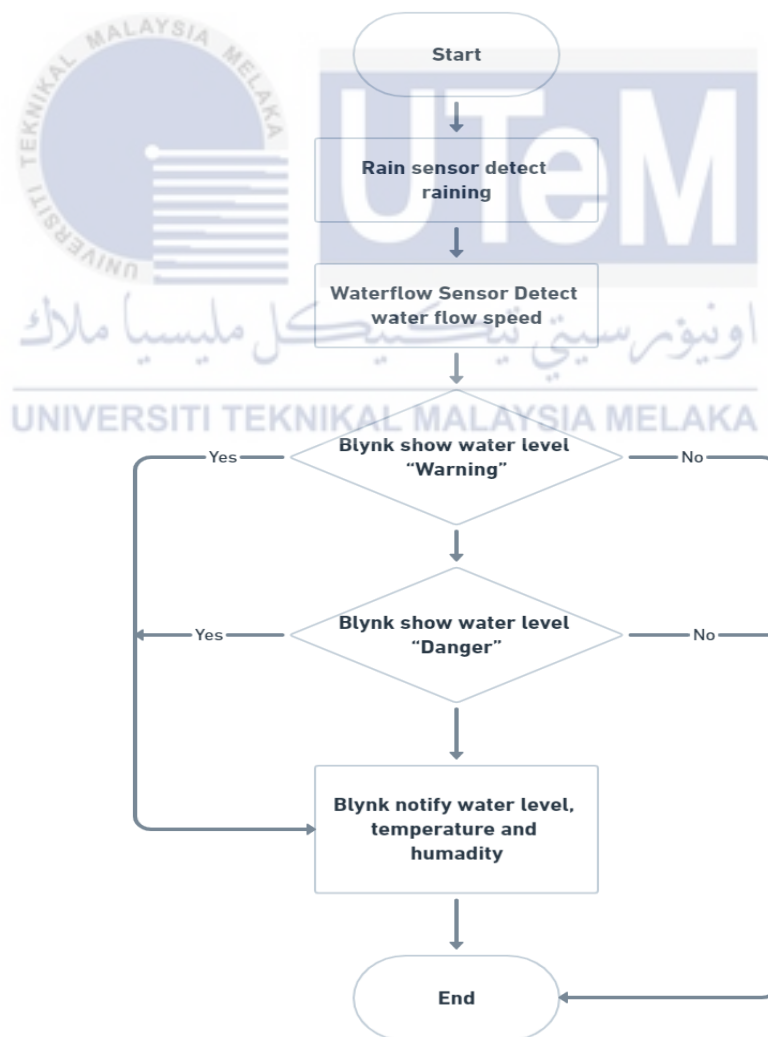 UNIVERSITI TEKNIKAL MALAYSIA MELAKA
UTeM
Start
Rain sensor detect
raining
Waterflow Sensor Detect
water flow speed
اونيۏرسيتي تيكنيكل مليسيا ملاك
UNIVERSITI TEKNIKAL MALAYSIA MELAKA
Blynk show water level
“Warning”
Yes
No
Blynk show water level
“Danger”
Yes
No
Blynk notify water level,
temperature and
humadity
End